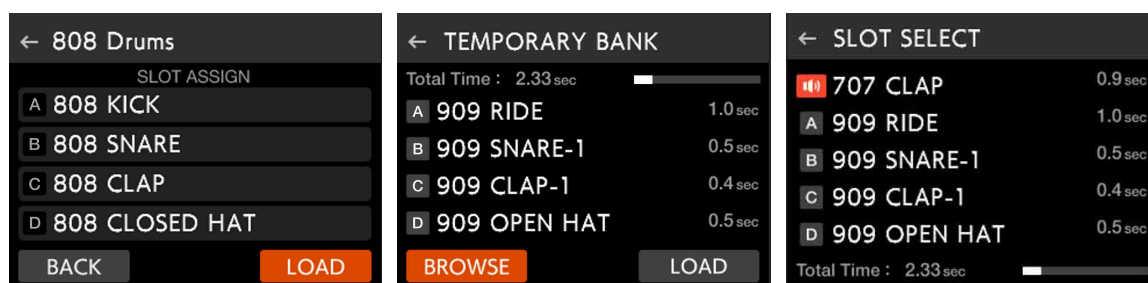 ← 808 Drums
SLOT ASSIGN
A 808 KICK
B 808 SNARE
C 808 CLAP
D 808 CLOSED HAT
BACK LOAD
← TEMPORARY BANK
Total Time : 2.33 sec
A 909 RIDE 1.0 sec
B 909 SNARE-1 0.5 sec
C 909 CLAP-1 0.4 sec
D 909 OPEN HAT 0.5 sec
BROWSE LOAD
← SLOT SELECT
707 CLAP 0.9 sec
A 909 RIDE 1.0 sec
B 909 SNARE-1 0.5 sec
C 909 CLAP-1 0.4 sec
D 909 OPEN HAT 0.5 sec
Total Time : 2.33 sec